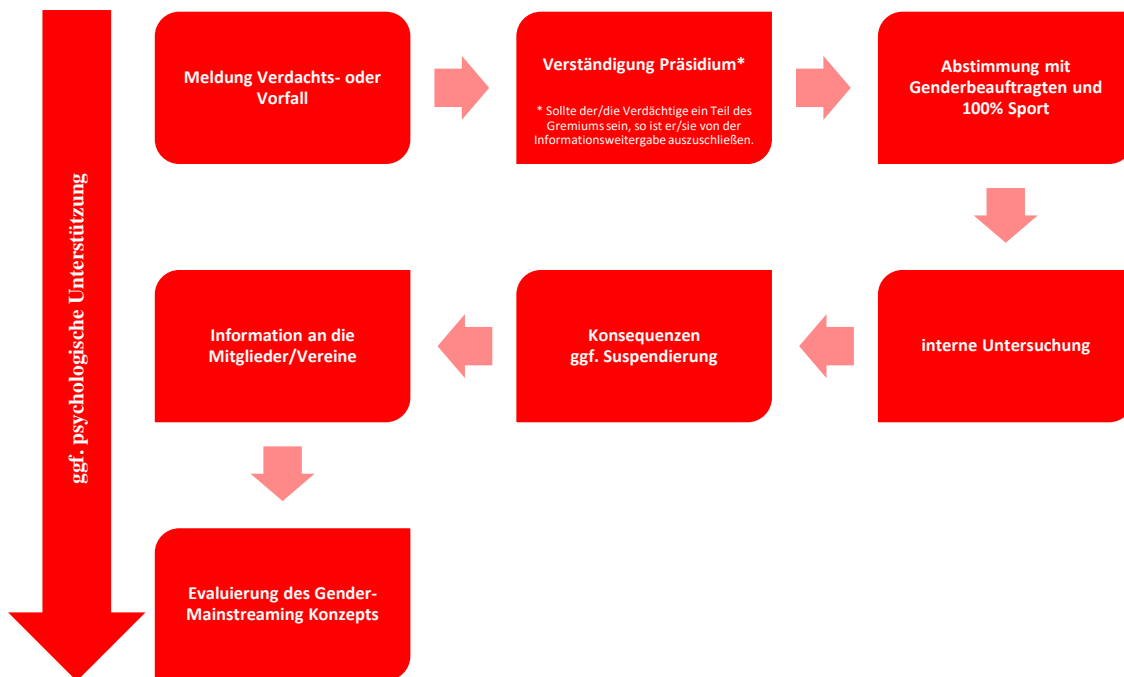 ggf. psychologische Unterstützung
Meldung Verdachts- oder
Vorfall
Verständigung Präsidium*
* Sollte der/die Verdächtige ein Teil des
Gremiums sein, so ist er/sie von der
Informationsweitergabe auszuschließen.
Abstimmung mit
Genderbeauftragten und
100% Sport
interne Untersuchung
Konsequenzen
ggf. Suspendierung
Information an die
Mitglieder/Vereine
Evaluierung des Gender-
Mainstreaming Konzepts